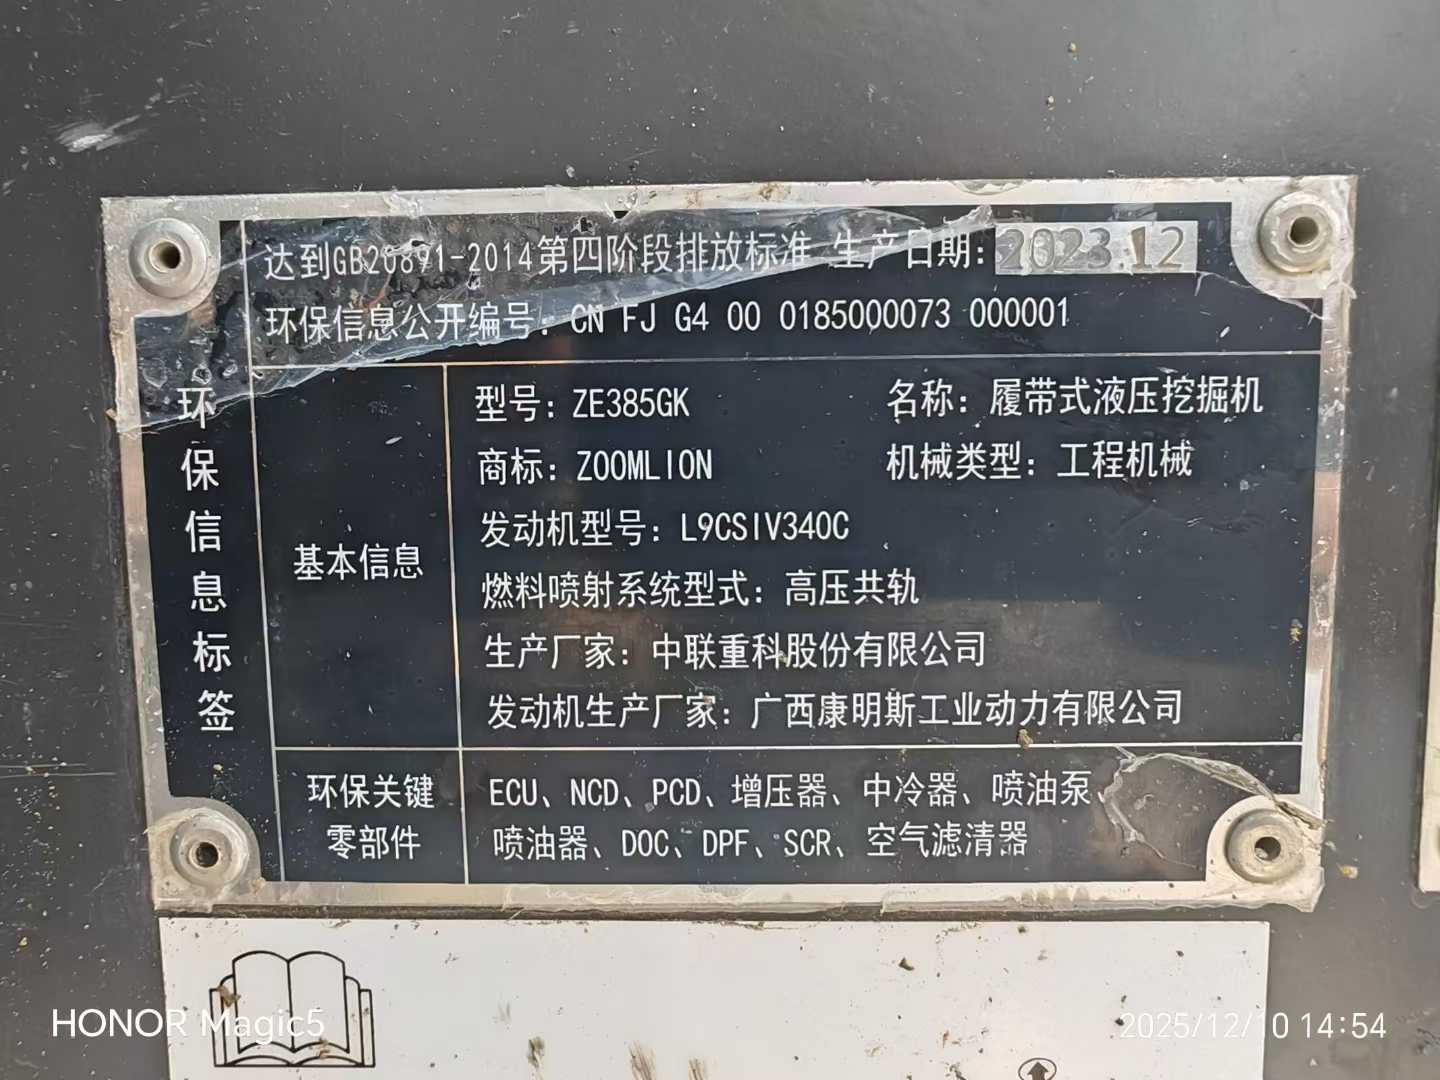 达到GB20891-2014第四阶段排放标准 生产日期:2023.12
环保信息公开编号: CN FJ G4 00 0185000073 000001
环保信息标签
基本信息
型号: ZE385GK 名称: 履带式液压挖掘机
商标: ZOOMLION 机械类型: 工程机械
发动机型号: L9CSIV340C
燃料喷射系统型式: 高压共轨
生产厂家: 中联重科股份有限公司
发动机生产厂家: 广西康明斯工业动力有限公司
环保关键
零部件
ECU、NCD、PCD、增压器、中冷器、喷油泵、
喷油器、DOC、DPF、SCR、空气滤清器
HONOR Magic5
2025/12/10 14:54